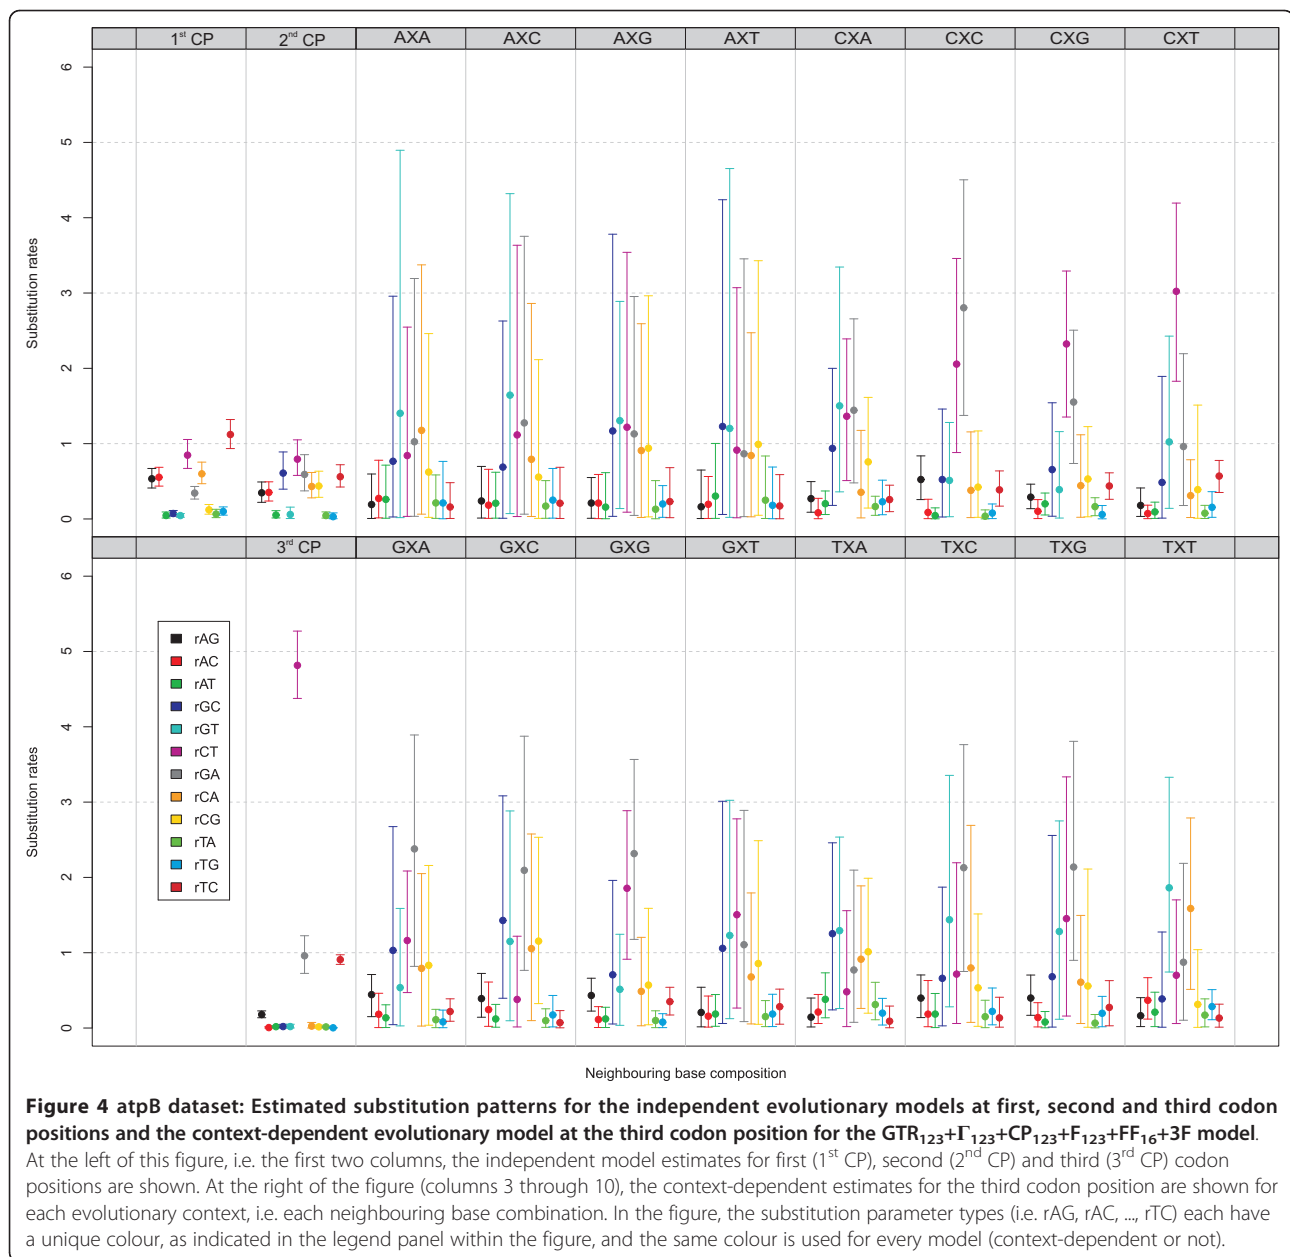 1st CP 2nd CP AXA AXC AXG AXT CXA CXC CXG CXT
6
5
4
3
2
1
0
Substitution rates
3rd CP GXA GXC GXG GXT TXA TXC TXG TXT
6
5
4
3
2
1
0
Substitution rates
rAG
rAC
rAT
rGC
rGT
rCT
rGA
rCA
rCG
rTA
rTG
rTC
Neighbouring base composition
Figure 4 atpB dataset: Estimated substitution patterns for the independent evolutionary models at first, second and third codon
positions and the context-dependent evolutionary model at the third codon position for the GTR₁₂₃+Γ₁₂₃+CP₁₂₃+F₁₂₃+FF₁₆+3F model.
At the left of this figure, i.e. the first two columns, the independent model estimates for first (1st CP), second (2nd CP) and third (3rd CP) codon
positions are shown. At the right of the figure (columns 3 through 10), the context-dependent estimates for the third codon position are shown for
each evolutionary context, i.e. each neighbouring base combination. In the figure, the substitution parameter types (i.e. rAG, rAC, ..., rTC) each have
a unique colour, as indicated in the legend panel within the figure, and the same colour is used for every model (context-dependent or not).